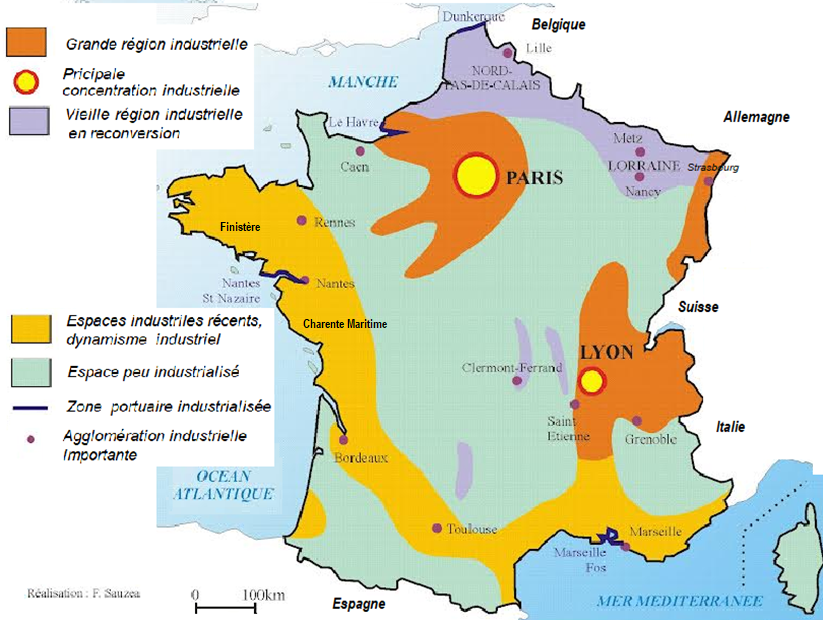 Grande région industrielle
Pricipale
concentration industrielle
Vieille région industrielle
en reconversion
Espaces industriles récents,
dynamisme industriel
Espace peu industrialisé
Zone portuaire industrialisée
Agglomération industrielle
Importante
Dunkerque
Belgique
Lille
NORD-
PAS-DE-CALAIS
MANCHE
Le Havre
Caen
PARIS
Allemagne
Metz
LORRAINE
Nancy
Strasbourg
Finistère
Rennes
Nantes
St Nazaire
Nantes
Charente Maritime
Suisse
LYON
Clermont-Ferrand
Saint
Etienne
Grenoble
Italie
Bordeaux
OCEAN
ATLANTIQUE
Toulouse
Marseille
Marseille
Fos
MER MEDITERRANEE
Espagne
Réalisation : F. Sauzea
0 100km